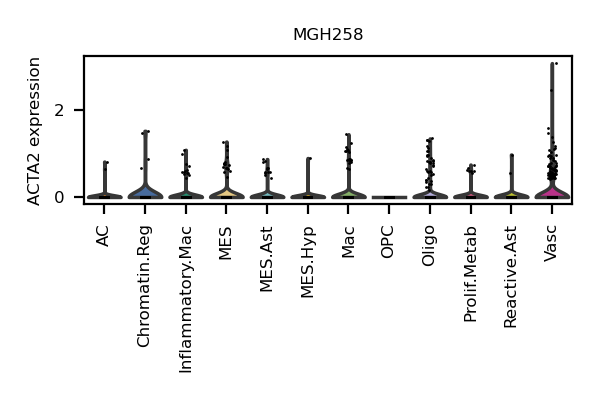 MGH258
ACTA2 expression
2
0
AC
Chromatin.Reg
Inflammatory.Mac
MES
MES.Ast
MES.Hyp
Mac
OPC
Oligo
Prolif.Metab
Reactive.Ast
Vasc